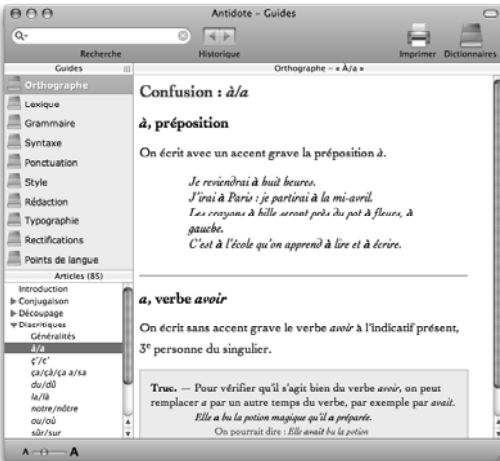 Antidote – Guides
Recherche
Historique
Imprimer
Dictionnaires
Guides
Orthographe – « À/a »
Orthographe
Lexique
Grammaire
Syntaxe
Ponctuation
Style
Rédaction
Typographie
Rectifications
Points de langue
Articles (85)
Introduction
Conjugaison
Découpage
Diacritiques
Généralités
à/a
ç'/c'
ça/çà/ça a/sa
du/dû
la/là
notre/nôtre
ou/où
sûr/sur
A A
Confusion : à/a
à, préposition
On écrit avec un accent grave la préposition à.
Je reviendrai à huit heures.
J'irai à Paris : je partirai à la mi-avril.
Les crayons à bille seront près du pot à fleurs, à
gauche.
C'est à l'école qu'on apprend à lire et à écrire.
a, verbe avoir
On écrit sans accent grave le verbe avoir à l'indicatif présent,
3e personne du singulier.
Truc. — Pour vérifier qu'il s'agit bien du verbe avoir, on peut
remplacer a par un autre temps du verbe, par exemple par avait.
Elle a bu la potion magique qu'il a préparée.
On pourrait dire : Elle avait bu la potion